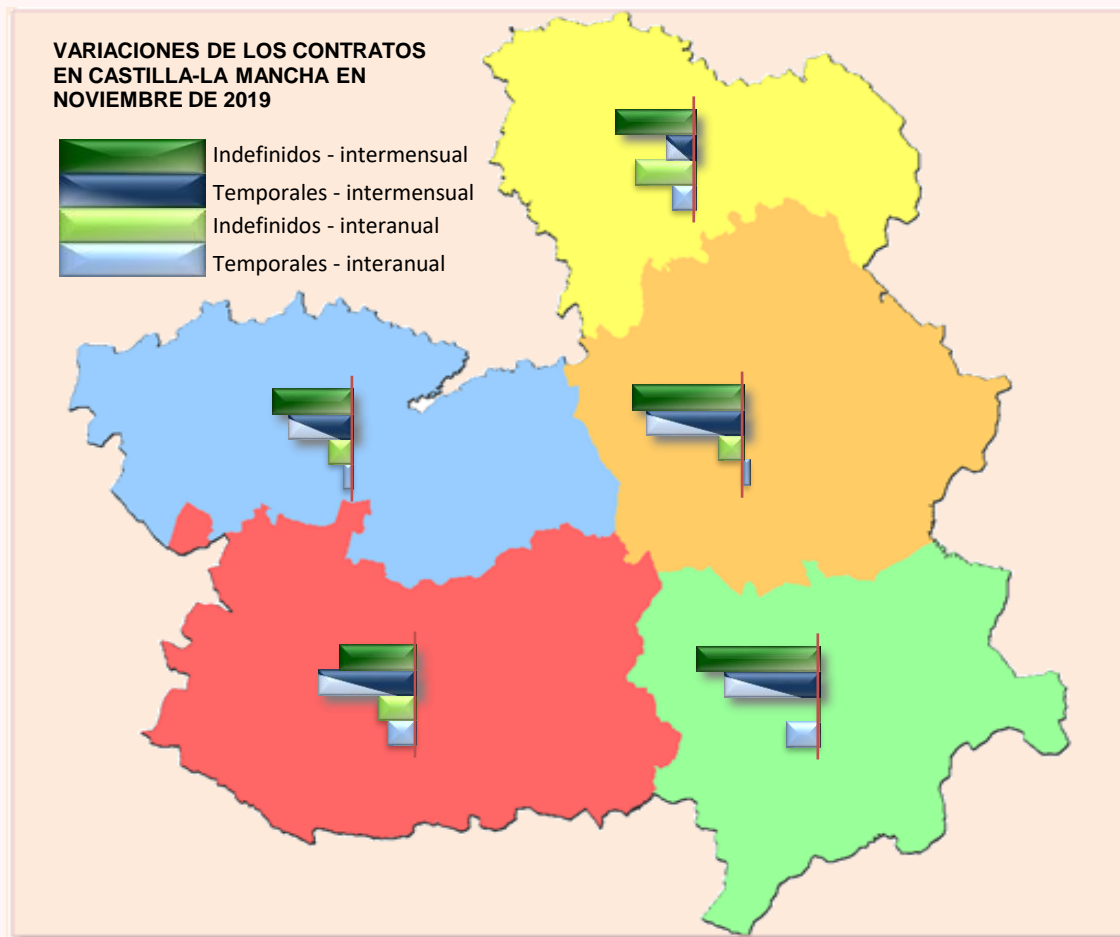 VARIACIONES DE LOS CONTRATOS
EN CASTILLA-LA MANCHA EN
NOVIEMBRE DE 2019
Indefinidos - intermensual
Temporales - intermensual
Indefinidos - interanual
Temporales - interanual